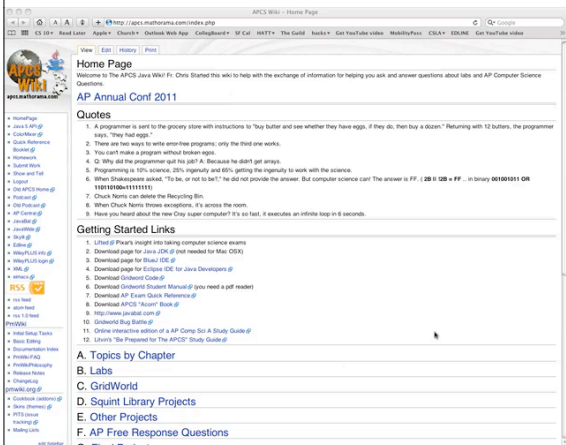 APCS Wiki – Home Page
http://apcs.mathorama.com/index.php
Google
CS 10 Read Later Apple Church Outlook Web App CollegeBoard SF Cal HATT The Guild hacks Get YouTube video MobilityPass CSLA EDLINE Get YouTube video
APCS Wiki!
apcs.mathorama.com
HomePage
Java 5 API
ColorMixer
Quick Reference
Booklet
Homework
Submit Work
Show and Tell
Logout
Old APCS Home
Podcast
Old Podcast
AP Central
JavaBat
JavaWide
Skylit
Edline
WileyPLUS info
WileyPLUS login
XML
emacs
RSS
rss feed
atom feed
rss 1.0 feed
PmWiki
Initial Setup Tasks
Basic Editing
Documentation Index
PmWiki FAQ
PmWikiPhilosophy
Release Notes
ChangeLog
pmwiki.org
Cookbook (addons)
Skins (themes)
PITS (issue
tracking)
Mailing Lists
edit SideBar
View Edit History Print
Home Page
Welcome to The APCS Java Wiki! Fr. Chris Started this wiki to help with the exchange of information for helping you ask and answer questions about labs and AP Computer Science
Questions.
AP Annual Conf 2011
Quotes
1. A programmer is sent to the grocery store with instructions to "buy butter and see whether they have eggs, if they do, then buy a dozen." Returning with 12 butters, the programmer
says, "they had eggs."
2. There are two ways to write error-free programs; only the third one works.
3. You can't make a program without broken egos.
4. Q: Why did the programmer quit his job? A: Because he didn't get arrays.
5. Programming is 10% science, 25% ingenuity and 65% getting the ingenuity to work with the science.
6. When Shakespeare asked, "To be, or not to be?," he did not provide the answer. But computer science can! The answer is FF. ( 2B || !2B = FF .. in binary 001001011 OR
110110100=11111111)
7. Chuck Norris can delete the Recycling Bin.
8. When Chuck Norris throws exceptions, it's across the room.
9. Have you heard about the new Cray super computer? It's so fast, it executes an infinite loop in 6 seconds.
Getting Started Links
1. Lifted Pixar's insight into taking computer science exams
2. Download page for Java JDK (not needed for Mac OSX)
3. Download page for BlueJ IDE
4. Download page for Eclipse IDE for Java Developers
5. Download Gridword Code
6. Download Gridworld Student Manual (you need a pdf reader)
7. Download AP Exam Quick Reference
8. Download APCS "Acorn" Book
9. http://www.javabat.com
10. Gridworld Bug Battle
11. Online interactive edition of a AP Comp Sci A Study Guide
12. Litvin's "Be Prepared for The APCS" Study Guide
A. Topics by Chapter
B. Labs
C. GridWorld
D. Squint Library Projects
E. Other Projects
F. AP Free Response Questions